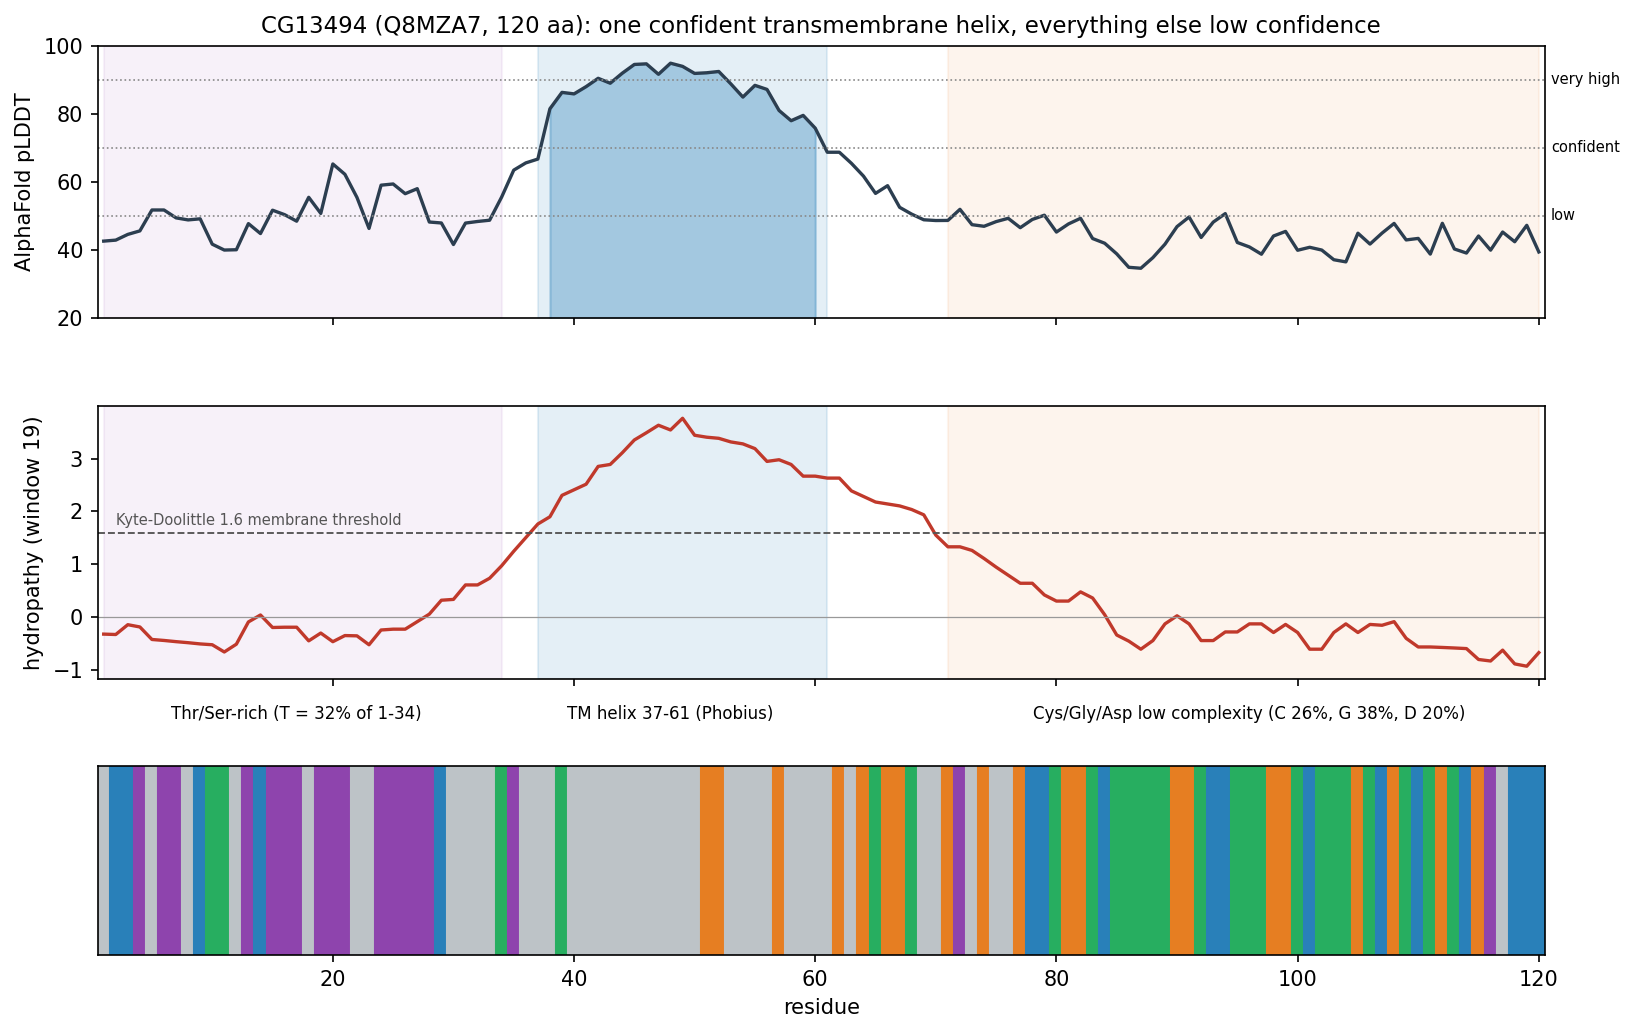 CG13494 (Q8MZA7, 120 aa): one confident transmembrane helix, everything else low confidence
AlphaFold pLDDT
100
80
60
40
20
very high
confident
low
hydropathy (window 19)
3
2
1
0
−1
Kyte-Doolittle 1.6 membrane threshold
Thr/Ser-rich (T = 32% of 1-34)
TM helix 37-61 (Phobius)
Cys/Gly/Asp low complexity (C 26%, G 38%, D 20%)
20
40
60
80
100
120
residue